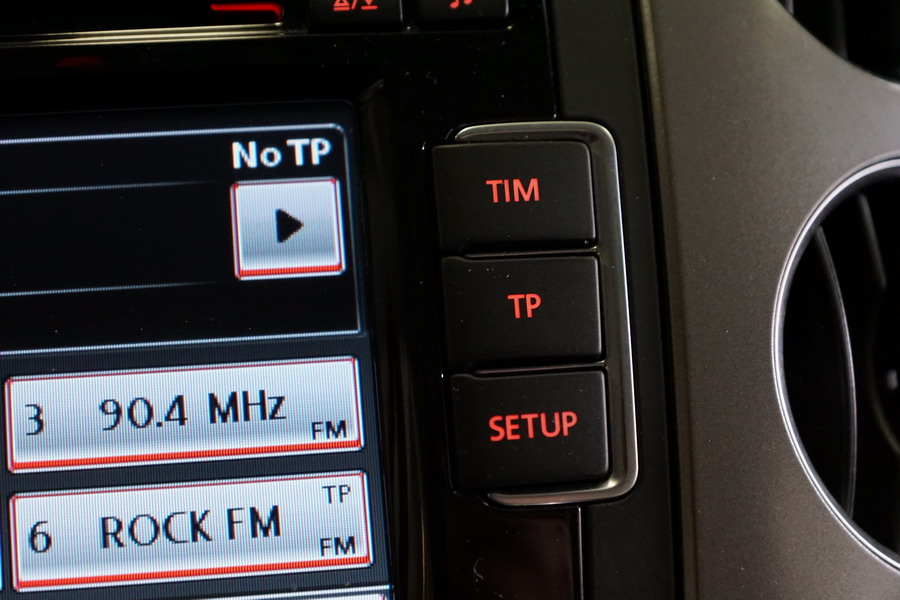 No TP
3 90.4 MHz FM
6 ROCK FM TP FM
TIM
TP
SETUP